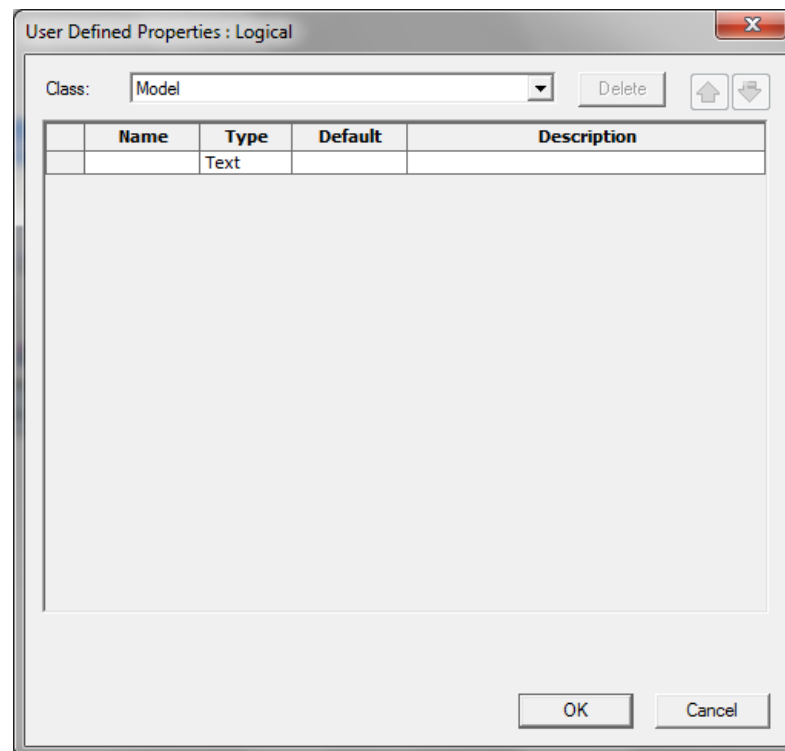 User Defined Properties : Logical
Class: Model Delete
Name Type Default Description
Text
OK Cancel